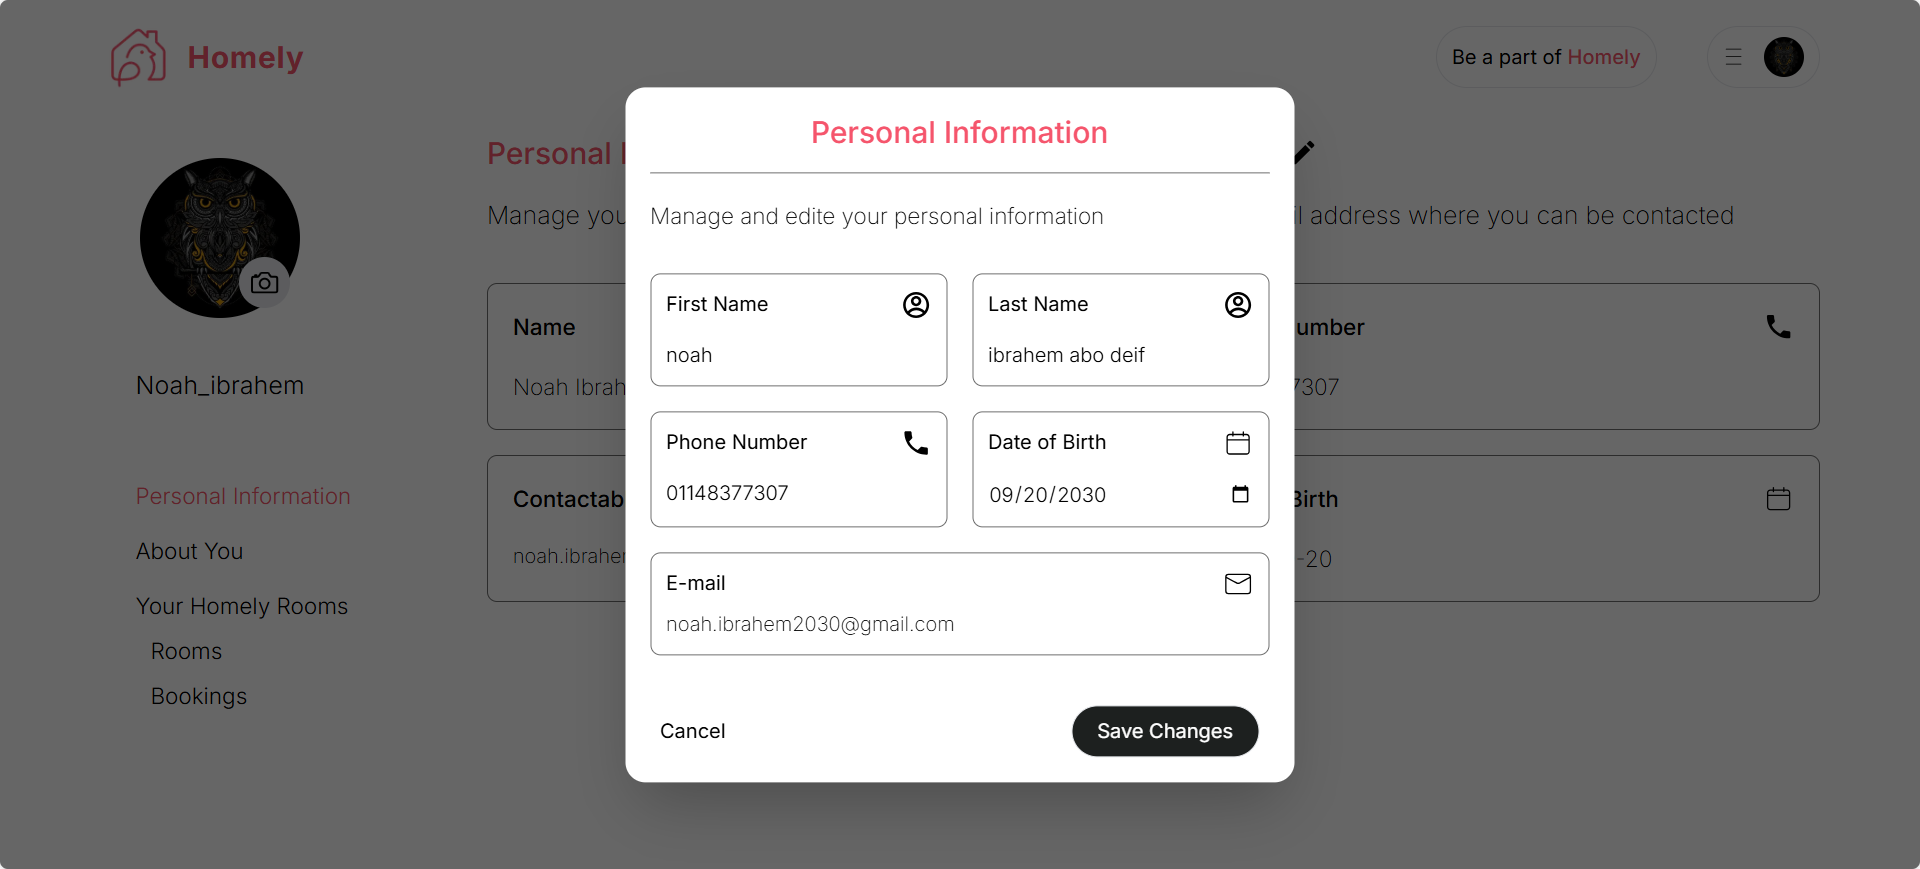 Homely
Be a part of Homely
Noah_ibrahem
Personal Information
About You
Your Homely Rooms
Rooms
Bookings
Personal
Manage you
l address where you can be contacted
Name
Noah Ibrah
umber
7307
Contactab
noah.ibrahe
Birth
-20
Personal Information
Manage and edite your personal information
First Name
noah
Last Name
ibrahem abo deif
Phone Number
01148377307
Date of Birth
09/20/2030
E-mail
noah.ibrahem2030@gmail.com
Cancel
Save Changes